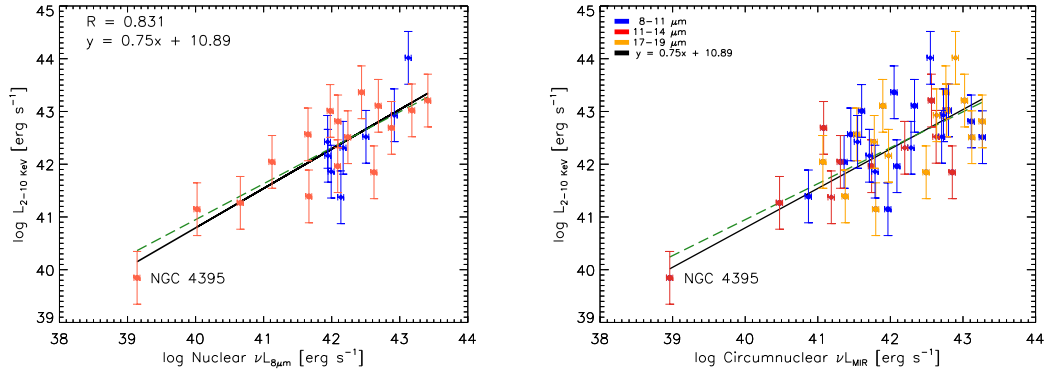 R = 0.831
y = 0.75x + 10.89
NGC 4395
log L2−10 KeV [erg s−1]
45
44
43
42
41
40
39
38 39 40 41 42 43 44
log Nuclear νL8μm [erg s−1]
8−11 μm
11−14 μm
17−19 μm
y = 0.75x + 10.89
NGC 4395
log L2−10 KeV [erg s−1]
45
44
43
42
41
40
39
38 39 40 41 42 43 44
log Circumnuclear νLMIR [erg s−1]